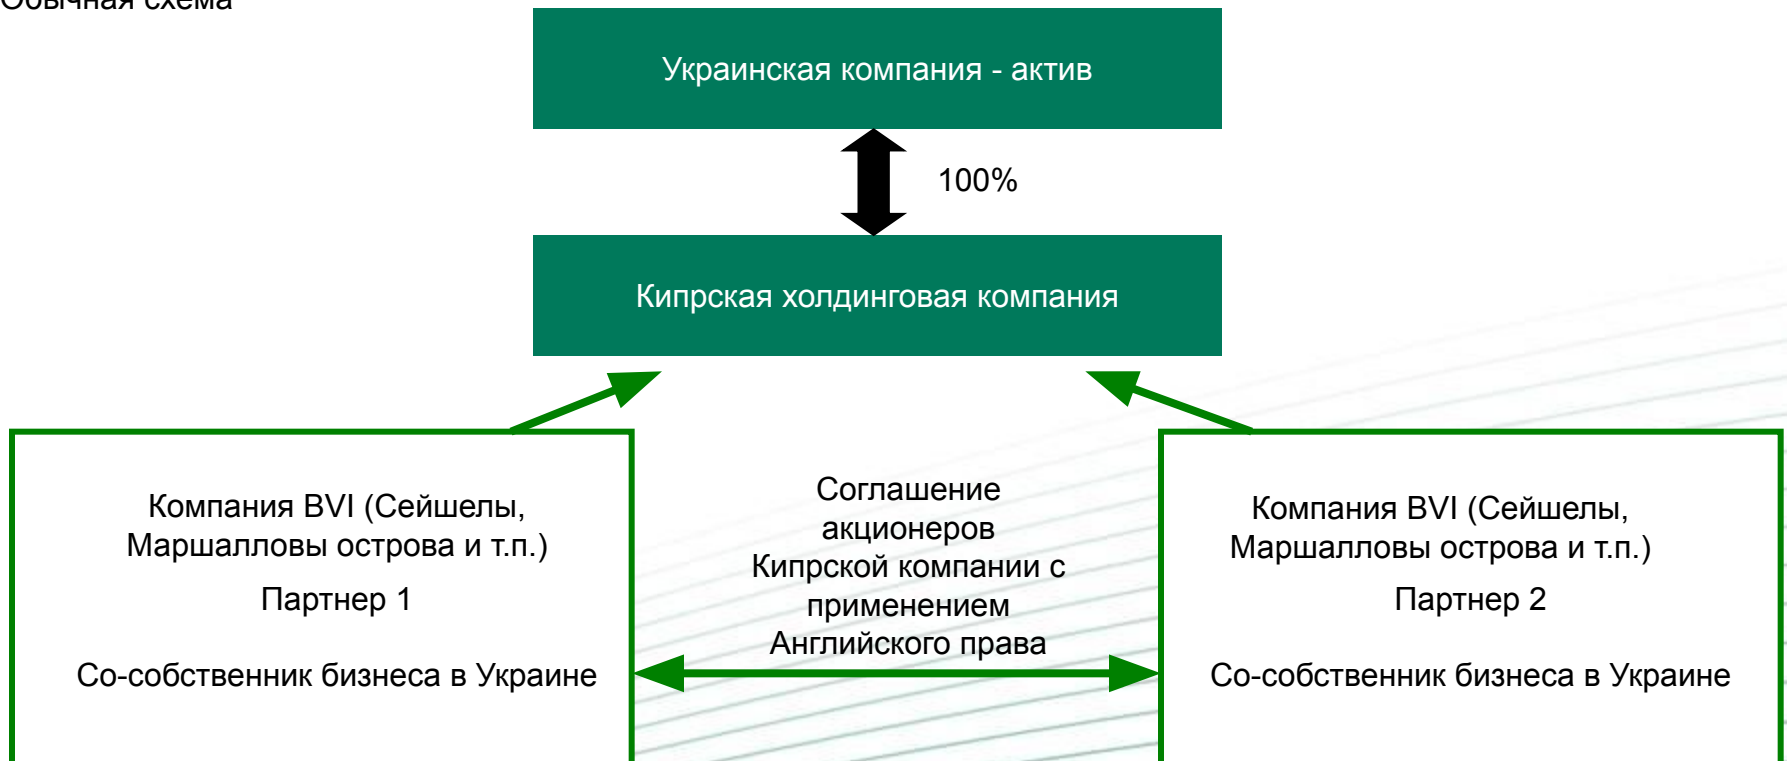 Обычная схема
Украинская компания - актив
100%
Кипрская холдинговая компания
Компания BVI (Сейшелы,
Маршалловы острова и т.п.)
Партнер 1
Со-собственник бизнеса в Украине
Соглашение
акционеров
Кипрской компании с
применением
Английского права
Компания BVI (Сейшелы,
Маршалловы острова и т.п.)
Партнер 2
Со-собственник бизнеса в Украине